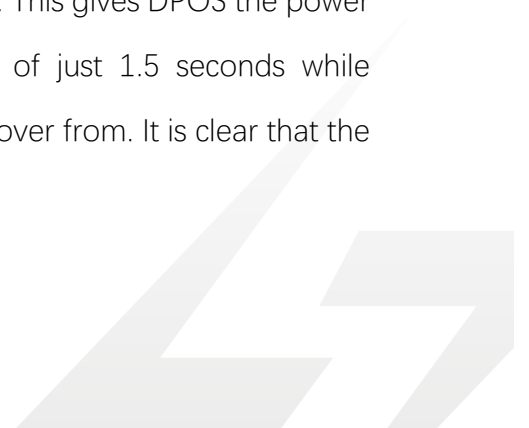 . This gives DPOS the power
of just 1.5 seconds while
over from. It is clear that the